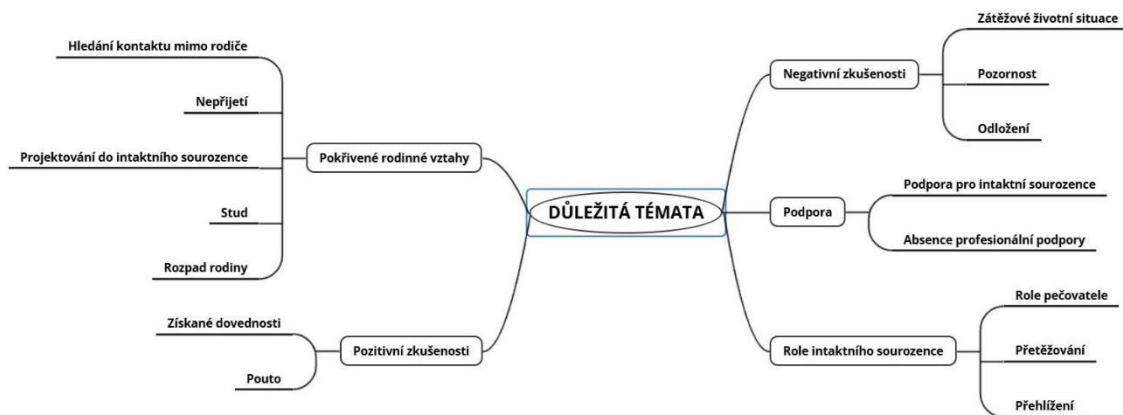 Hledání kontaktu mimo rodiče
Nepřijetí
Projektování do intaktního sourozence
Stud
Rozpad rodiny
Pokřivené rodinné vztahy
Získané dovednosti
Pouto
Pozitivní zkušenosti
DŮLEŽITÁ TÉMATA
Negativní zkušenosti
Zátěžové životní situace
Pozornost
Odložení
Podpora
Podpora pro intaktní sourozence
Absence profesionální podpory
Role intaktního sourozence
Role pečovatele
Přetěžování
Přehlížení